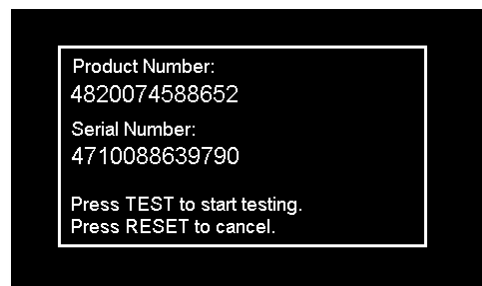 Product Number:
4820074588652
Serial Number:
4710088639790
Press TEST to start testing.
Press RESET to cancel.